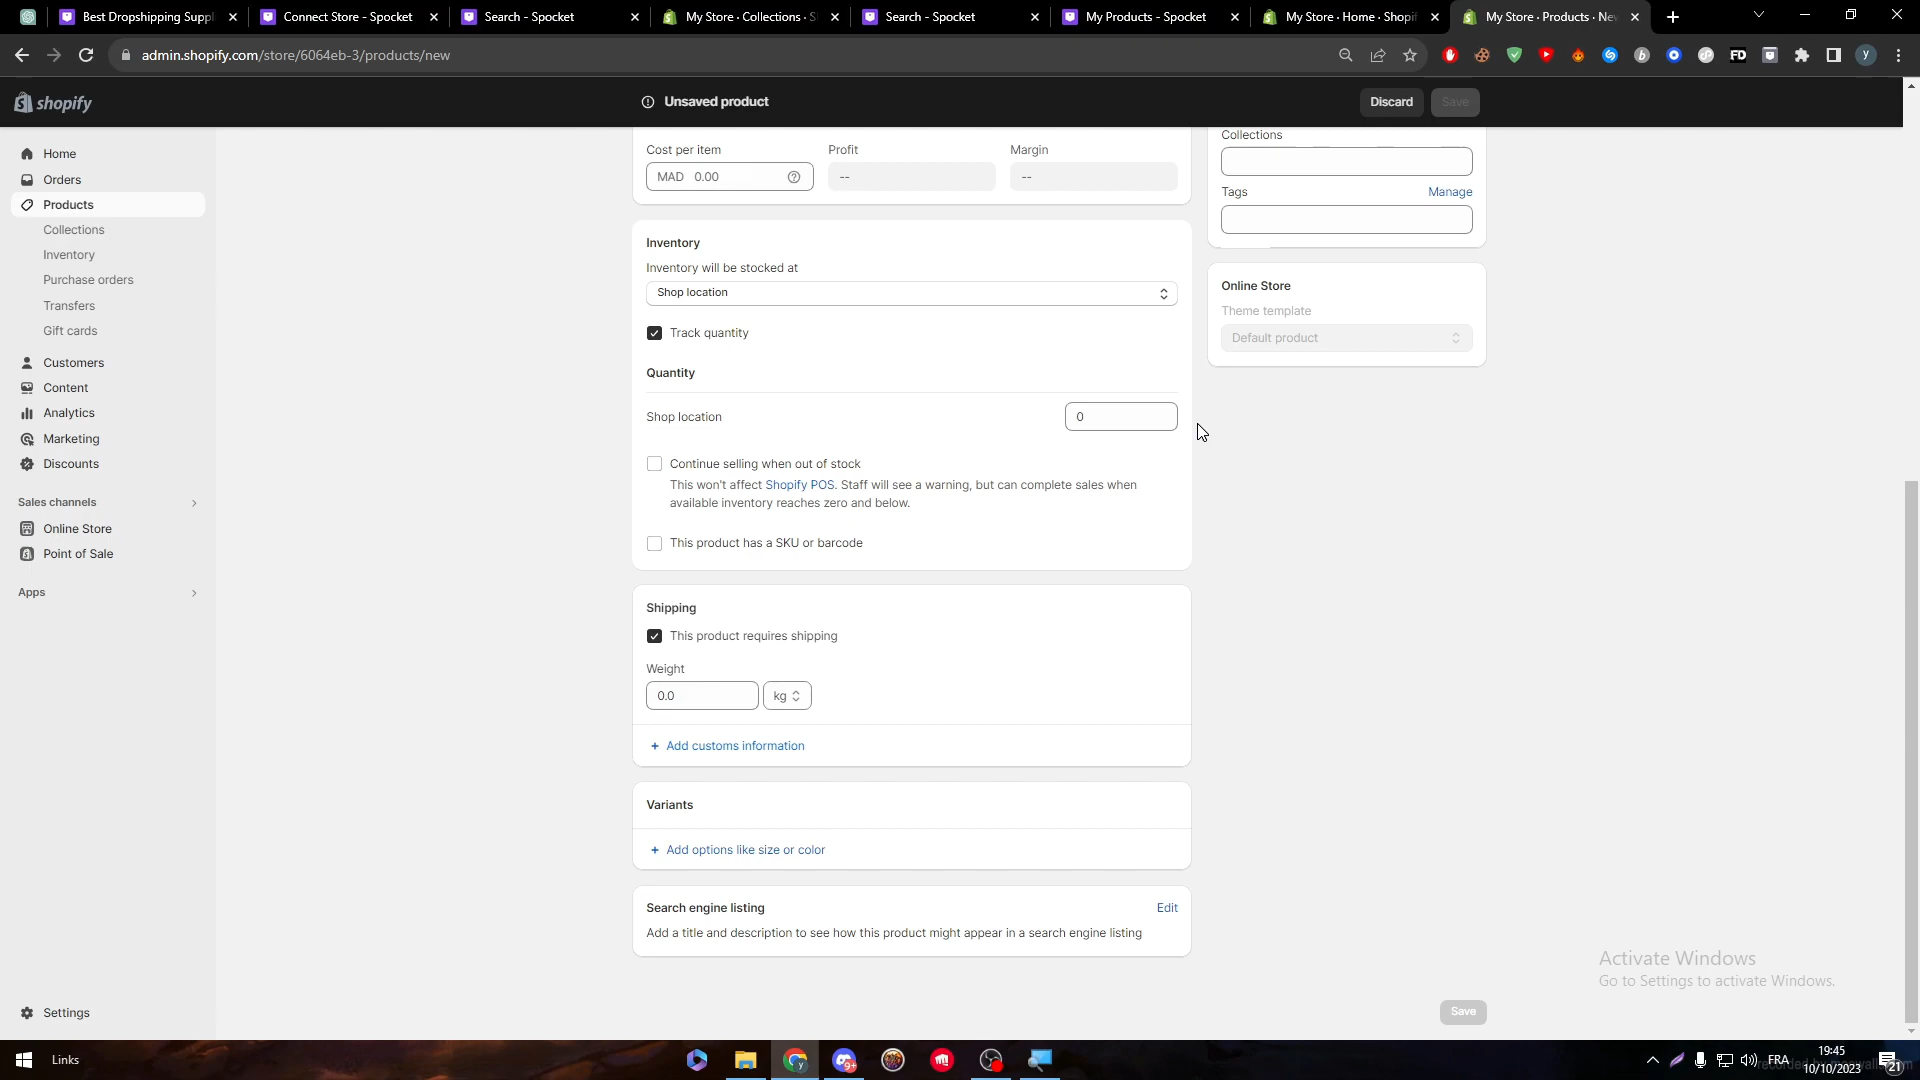 Best Dropshipping Suppl
Connect Store - Spocket
Search - Spocket
My Store · Collections · S
Search - Spocket
My Products - Spocket
My Store · Home · Shopif
My Store · Products · Ne
admin.shopify.com/store/6064eb-3/products/new
FD
y
shopify
Unsaved product
Discard
Save
Home
Orders
Products
Collections
Inventory
Purchase orders
Transfers
Gift cards
Customers
Content
Analytics
Marketing
Discounts
Sales channels
Online Store
Point of Sale
Apps
Settings
Cost per item
Profit
Margin
MAD 0.00
--
--
Inventory
Inventory will be stocked at
Shop location
Track quantity
Quantity
Shop location
0
Continue selling when out of stock
This won't affect Shopify POS. Staff will see a warning, but can complete sales when
available inventory reaches zero and below.
This product has a SKU or barcode
Shipping
This product requires shipping
Weight
0.0
kg
+ Add customs information
Variants
+ Add options like size or color
Search engine listing
Edit
Add a title and description to see how this product might appear in a search engine listing
Collections
Tags
Manage
Online Store
Theme template
Default product
Activate Windows
Go to Settings to activate Windows.
Save
Links
9+
FRA
19:45
10/10/2023
21